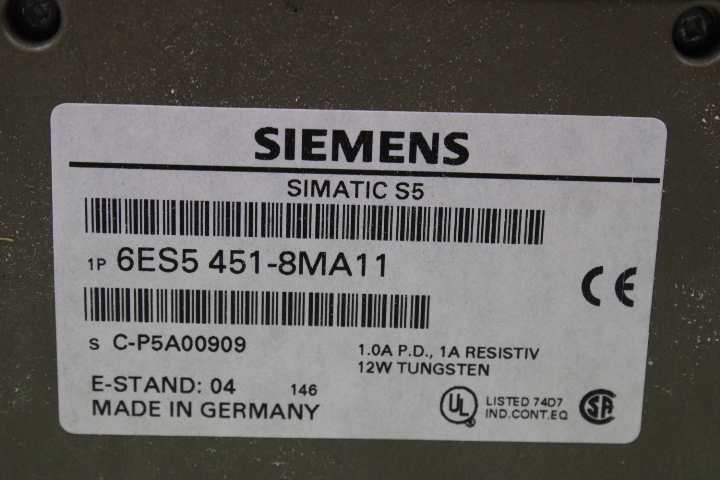 SIEMENS
SIMATIC S5
1P 6ES5 451-8MA11
CE
S C-P5A00909
1.0A P.D., 1A RESISTIV
12W TUNGSTEN
E-STAND: 04 146
MADE IN GERMANY
UL LISTED 74D7
IND.CONT.EQ
SA